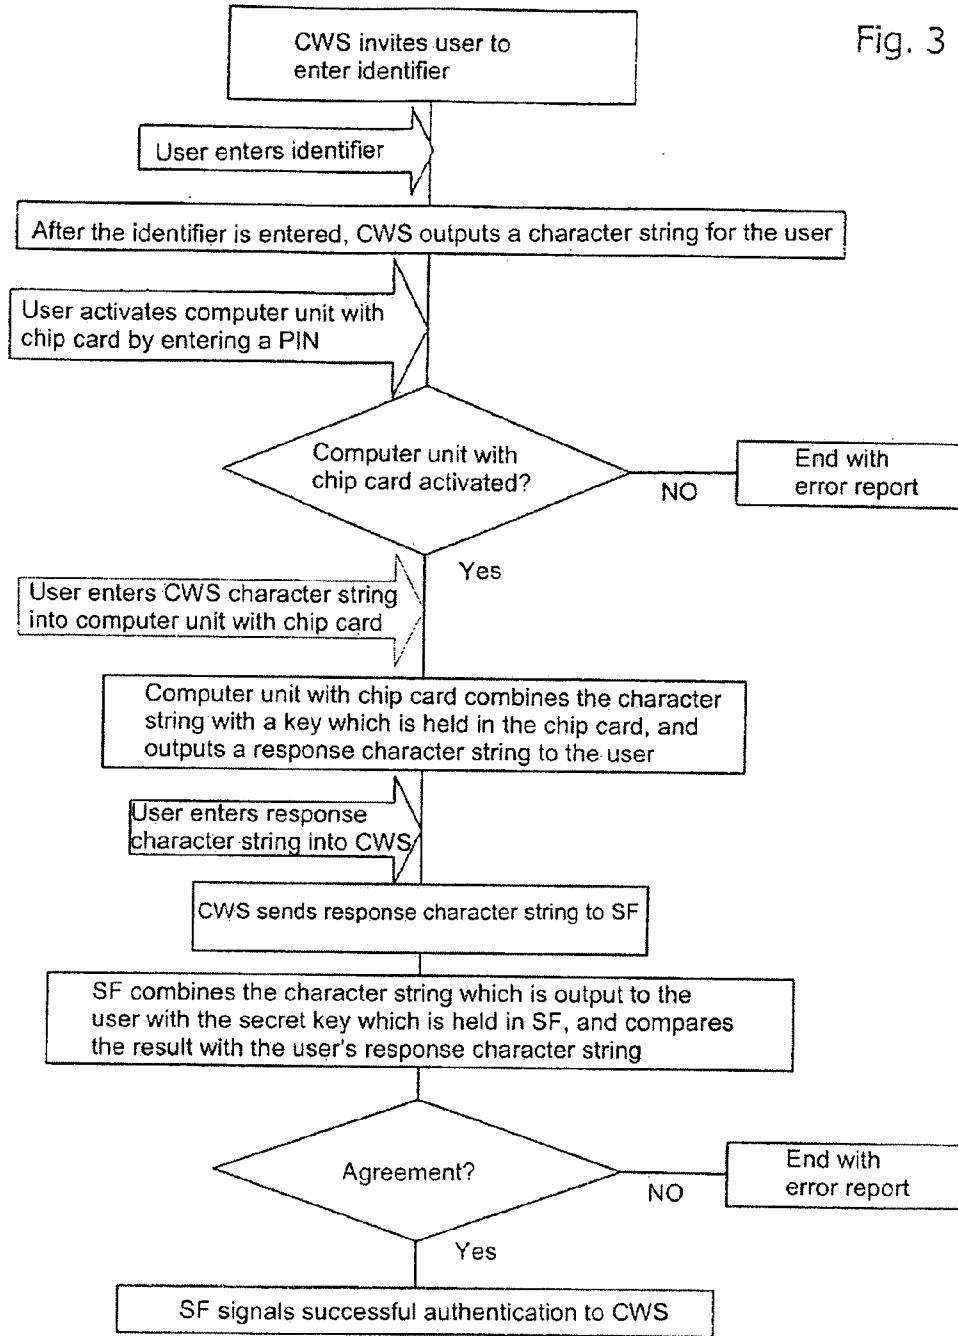 Fig. 3
CWS invites user to
enter identifier
User enters identifier
After the identifier is entered, CWS outputs a character string for the user
User activates computer unit with
chip card by entering a PIN
Computer unit with
chip card activated?
NO
End with
error report
Yes
User enters CWS character string
into computer unit with chip card
Computer unit with chip card combines the character
string with a key which is held in the chip card, and
outputs a response character string to the user
User enters response
character string into CWS
CWS sends response character string to SF
SF combines the character string which is output to the
user with the secret key which is held in SF, and compares
the result with the user's response character string
Agreement?
NO
End with
error report
Yes
SF signals successful authentication to CWS